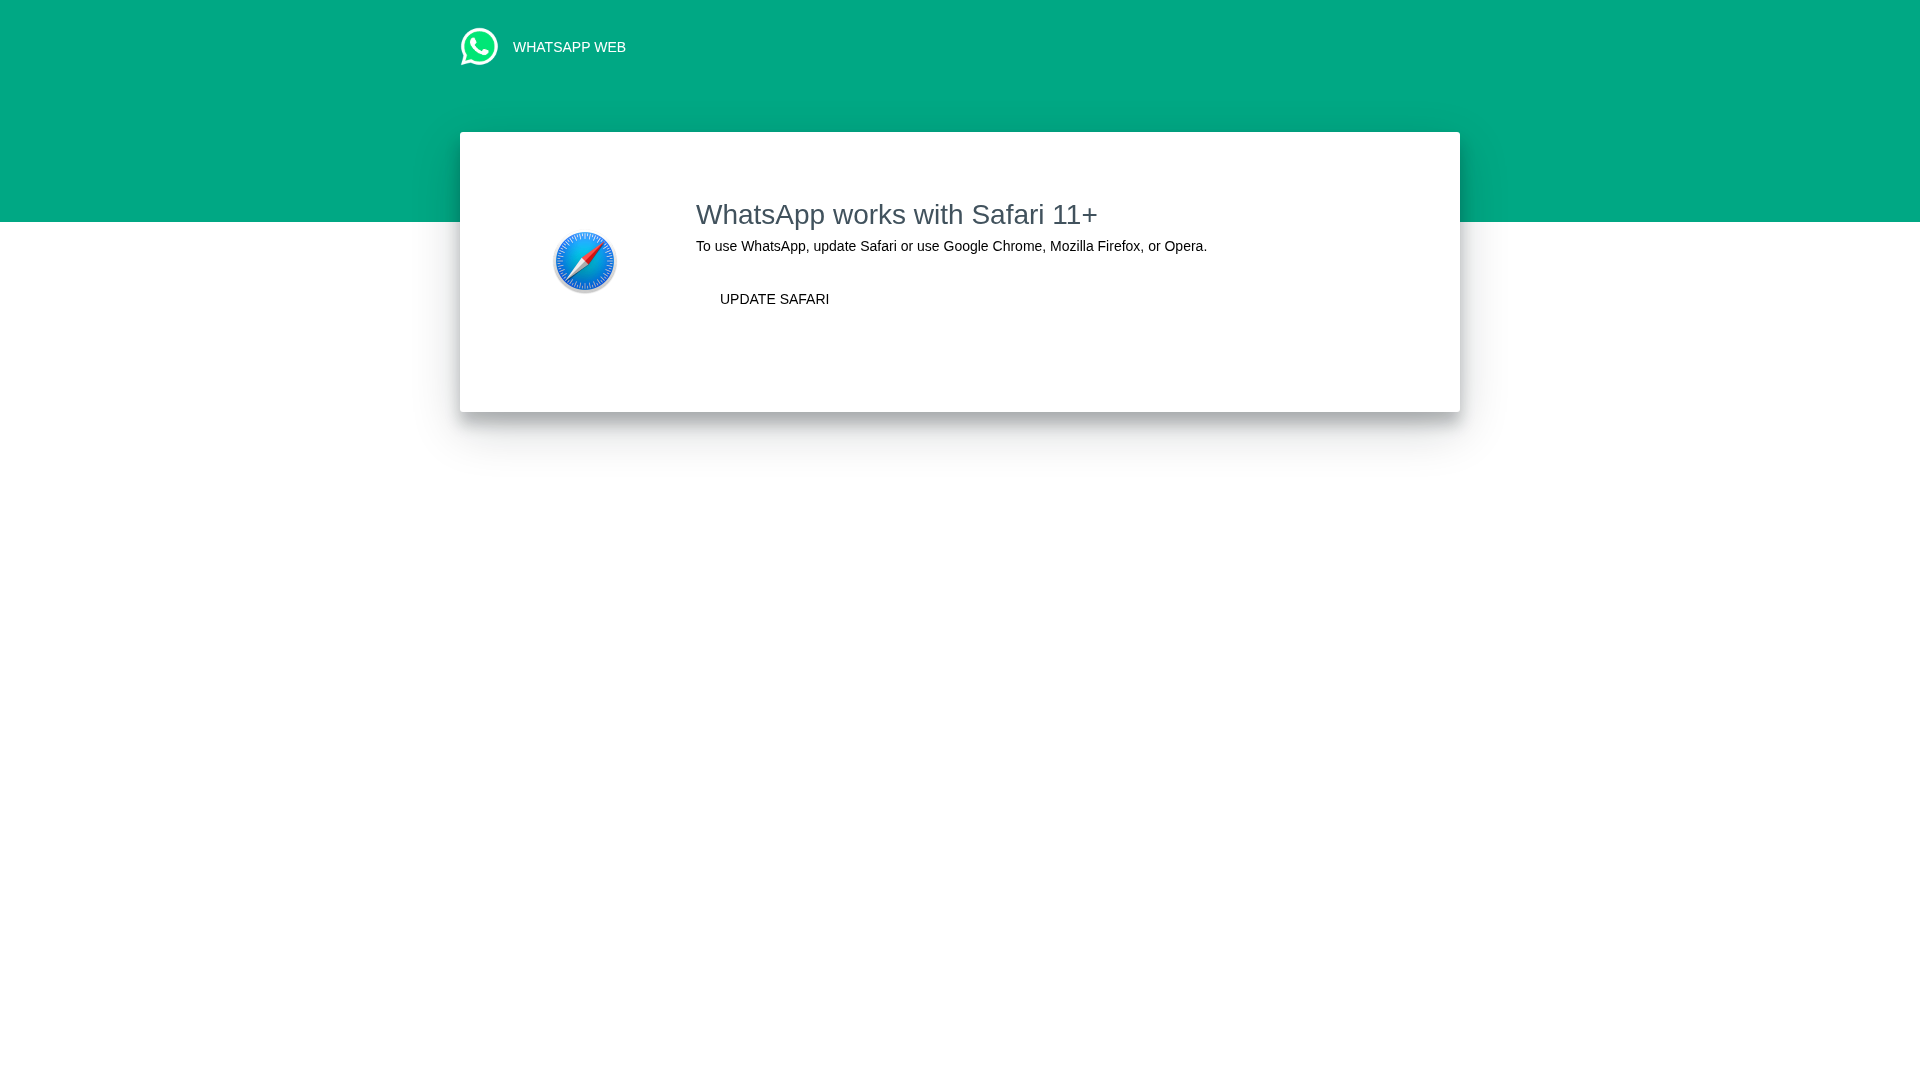 WHATSAPP WEB
WhatsApp works with Safari 11+
To use WhatsApp, update Safari or use Google Chrome, Mozilla Firefox, or Opera.
UPDATE SAFARI